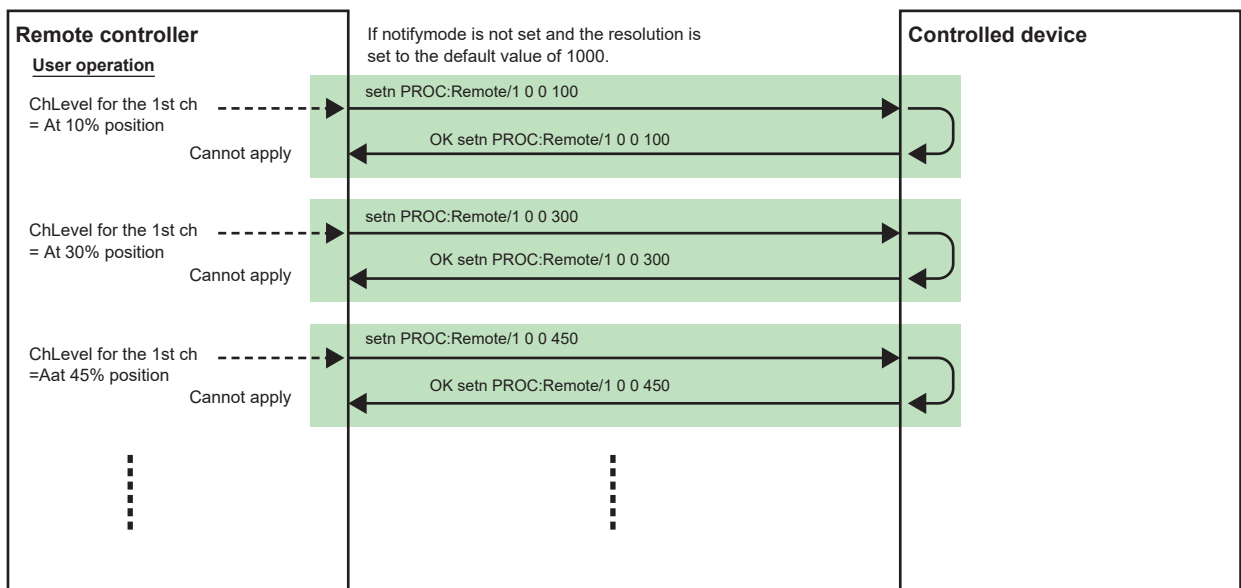 Remote controller
If notifymode is not set and the resolution is
set to the default value of 1000.
Controlled device
User operation
setn PROC:Remote/1 0 0 100
ChLevel for the 1st ch
= At 10% position
OK setn PROC:Remote/1 0 0 100
Cannot apply
setn PROC:Remote/1 0 0 300
ChLevel for the 1st ch
= At 30% position
OK setn PROC:Remote/1 0 0 300
Cannot apply
setn PROC:Remote/1 0 0 450
ChLevel for the 1st ch
=Aat 45% position
OK setn PROC:Remote/1 0 0 450
Cannot apply